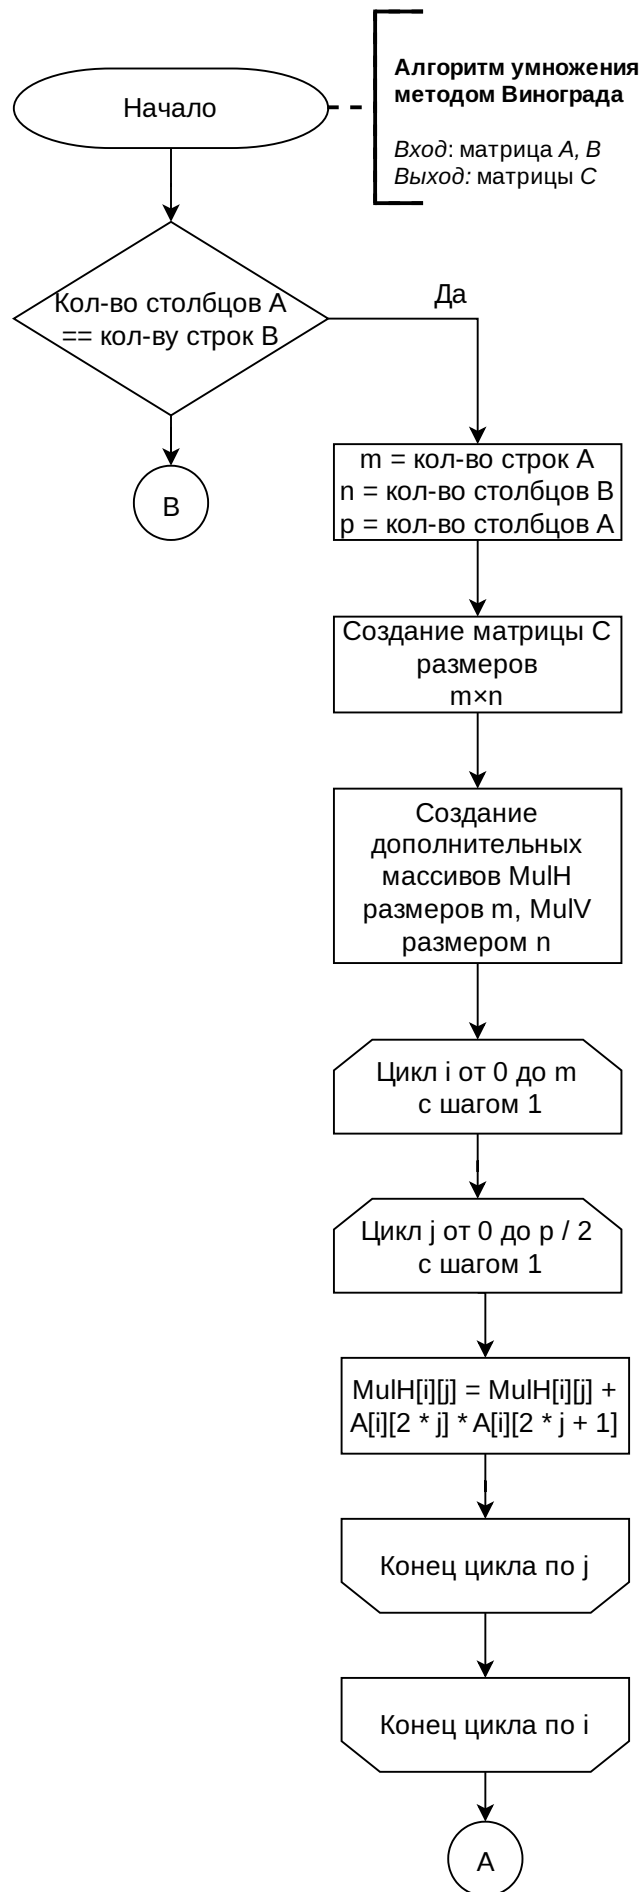 Начало
Алгоритм умножения
методом Винограда
Вход: матрица A, B
Выход: матрицы C
Кол-во столбцов A
== кол-ву строк B
Да
B
m = кол-во строк A
n = кол-во столбцов B
p = кол-во столбцов A
Создание матрицы C
размеров
m×n
Создание
дополнительных
массивов MulH
размеров m, MulV
размером n
Цикл i от 0 до m
с шагом 1
Цикл j от 0 до p / 2
с шагом 1
MulH[i][j] = MulH[i][j] +
A[i][2 * j] * A[i][2 * j + 1]
Конец цикла по j
Конец цикла по i
A